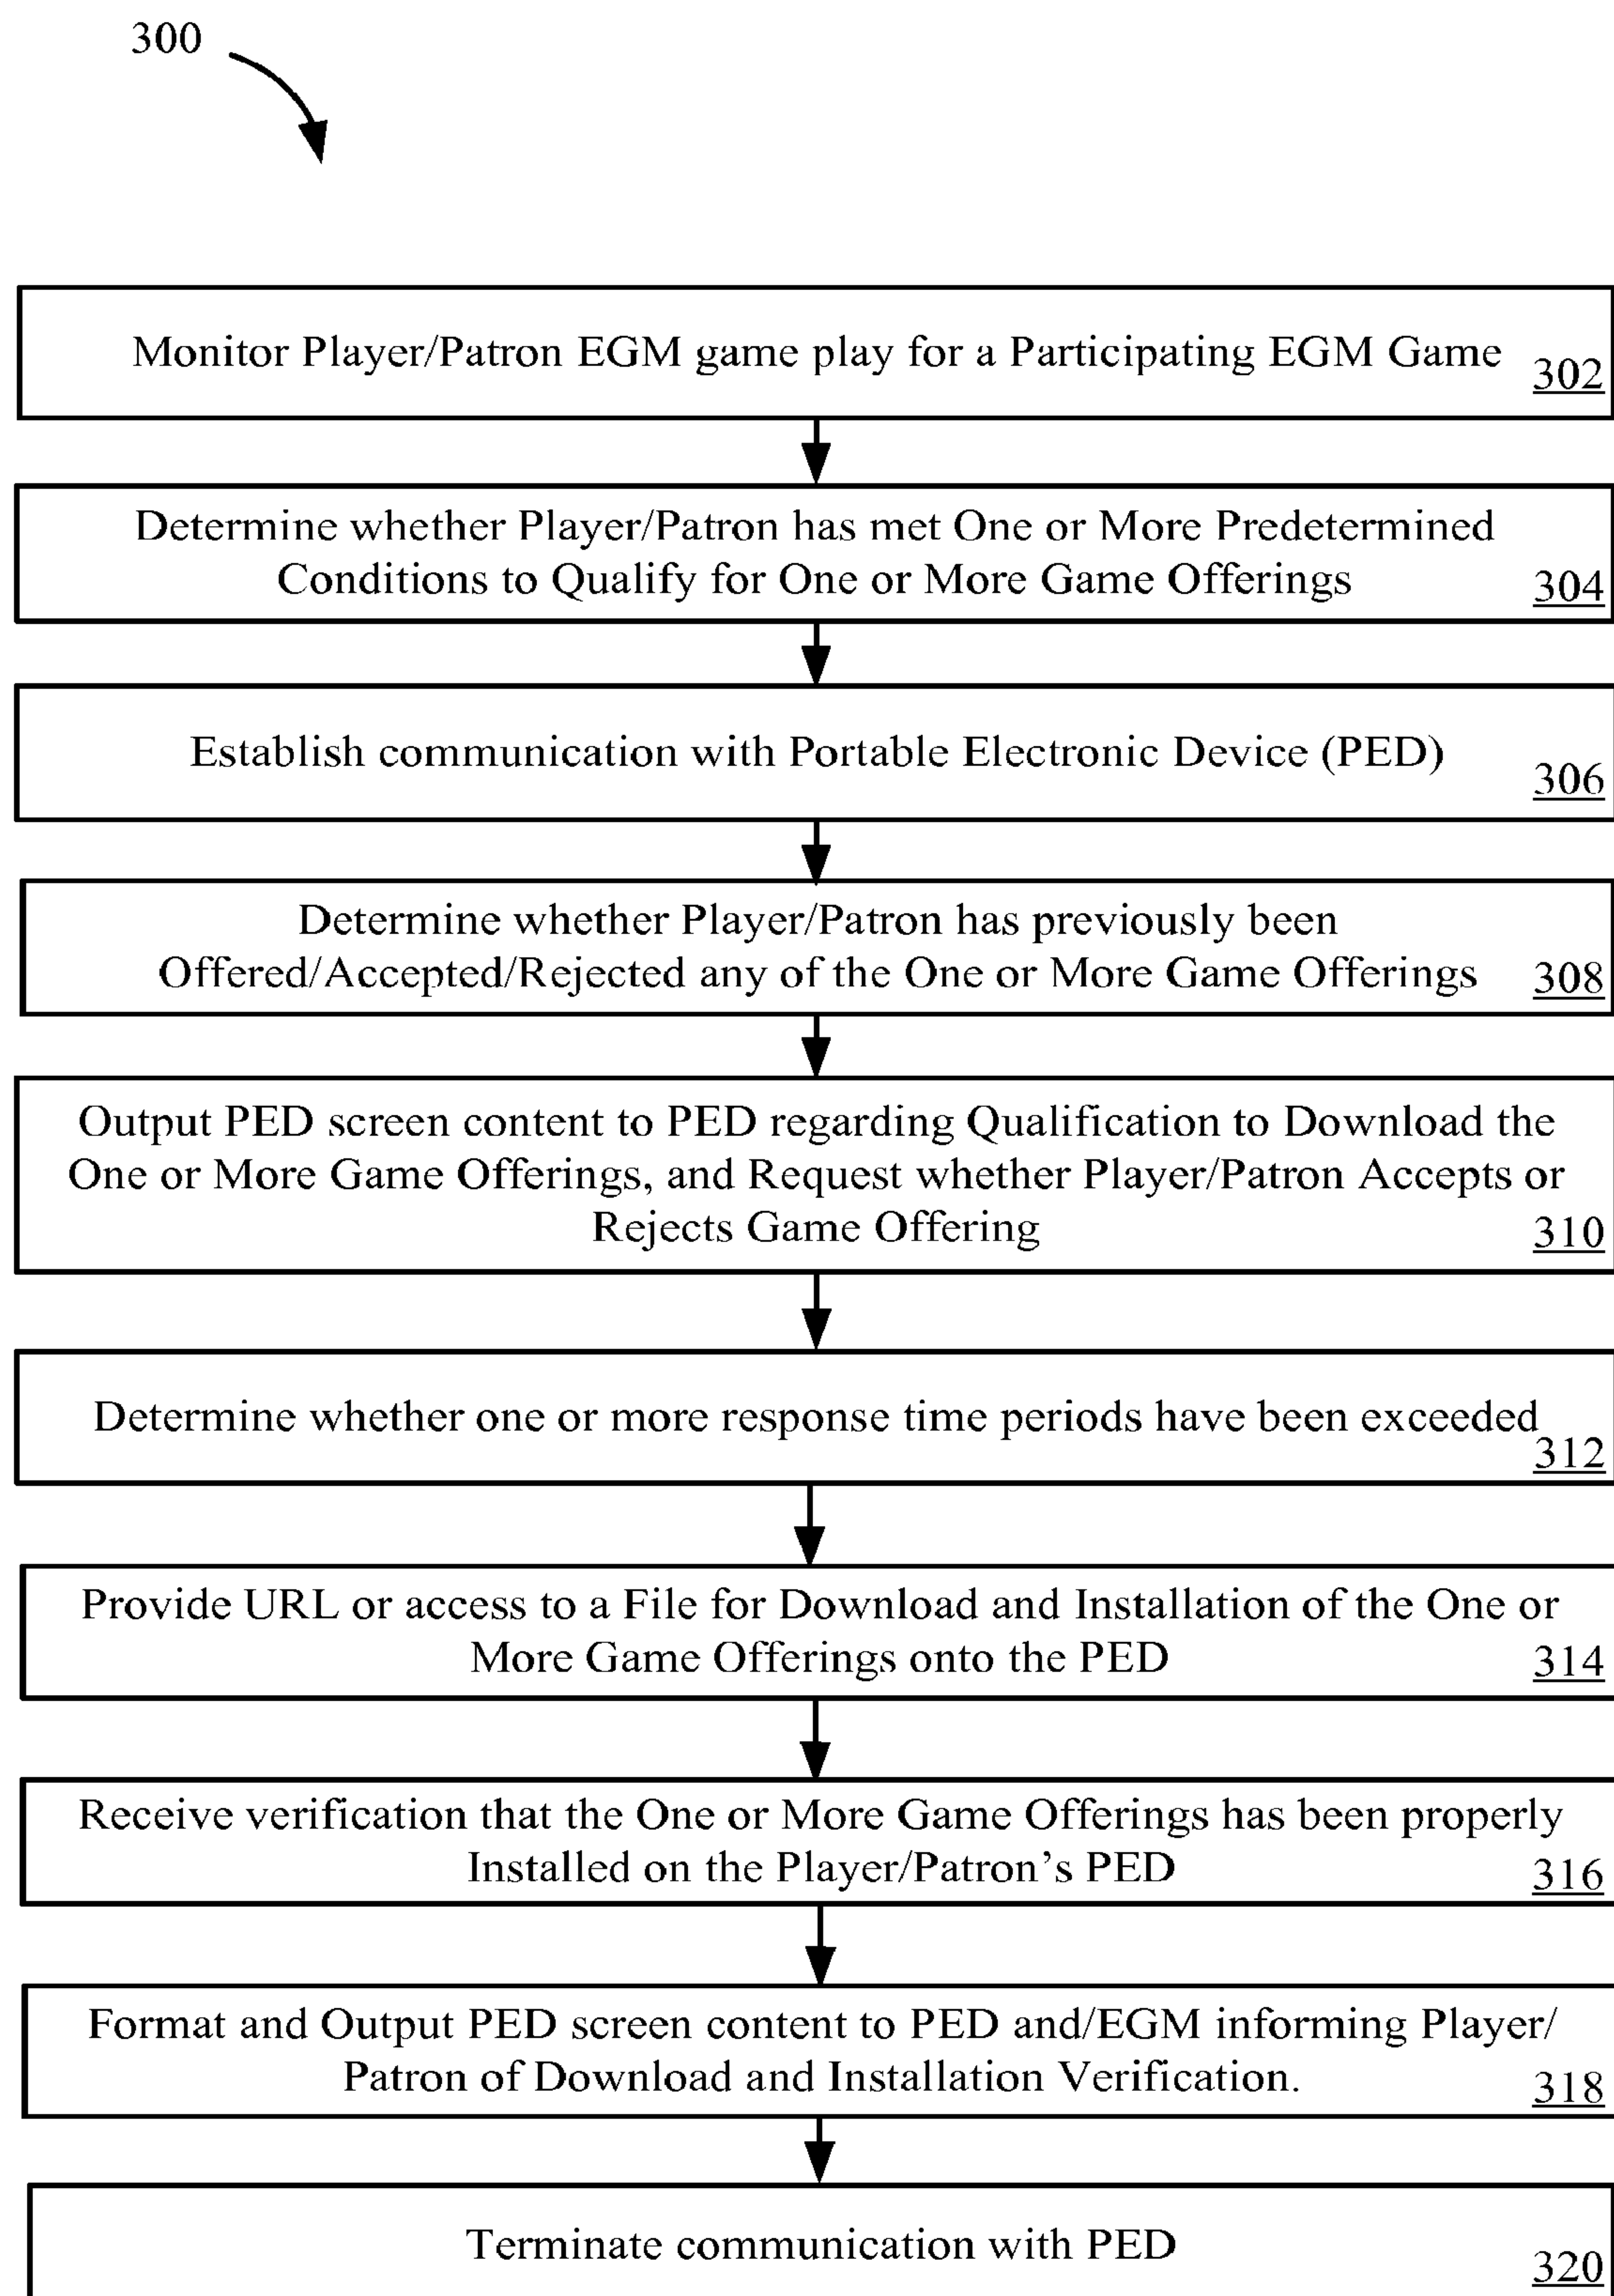 300
Monitor Player/Patron EGM game play for a Participating EGM Game
302
Determine whether Player/Patron has met One or More Predetermined
Conditions to Qualify for One or More Game Offerings
304
Establish communication with Portable Electronic Device (PED)
306
Determine whether Player/Patron has previously been
Offered/Accepted/Rejected any of the One or More Game Offerings
308
Output PED screen content to PED regarding Qualification to Download the
One or More Game Offerings, and Request whether Player/Patron Accepts or
Rejects Game Offering
310
Determine whether one or more response time periods have been exceeded
312
Provide URL or access to a File for Download and Installation of the One or
More Game Offerings onto the PED
314
Receive verification that the One or More Game Offerings has been properly
Installed on the Player/Patron’s PED
316
Format and Output PED screen content to PED and/EGM informing Player/
Patron of Download and Installation Verification.
318
Terminate communication with PED
320